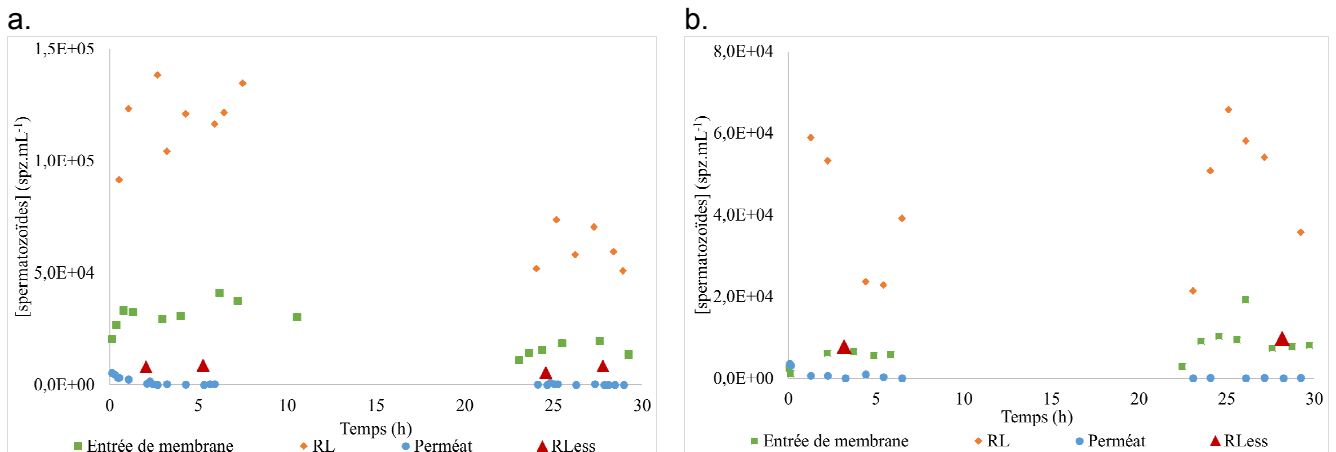 a.
[spermatozoïdes] (spz.mL⁻¹)
1,5E+05
1,0E+05
5,0E+04
0,0E+00
0 5 10 15 20 25 30
Temps (h)
Entrée de membrane RL Perméat RLess
b.
[spermatozoïdes] (spz.mL⁻¹)
8,0E+04
6,0E+04
4,0E+04
2,0E+04
0,0E+00
0 5 10 15 20 25 30
Temps (h)
Entrée de membrane RL Perméat RLess